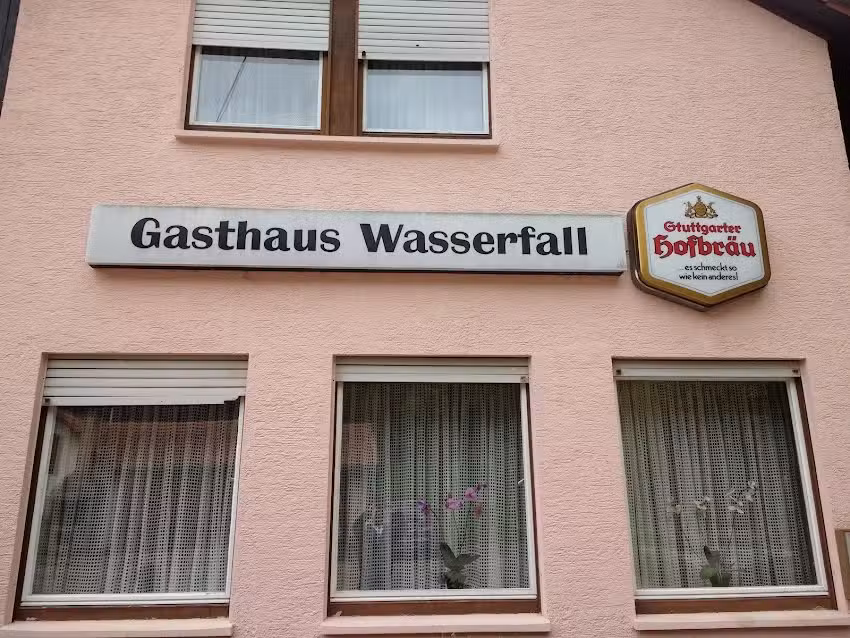 Gasthaus Wasserfall
Stuttgarter
Hofbräu
...es schmeckt so
wie kein anderes!